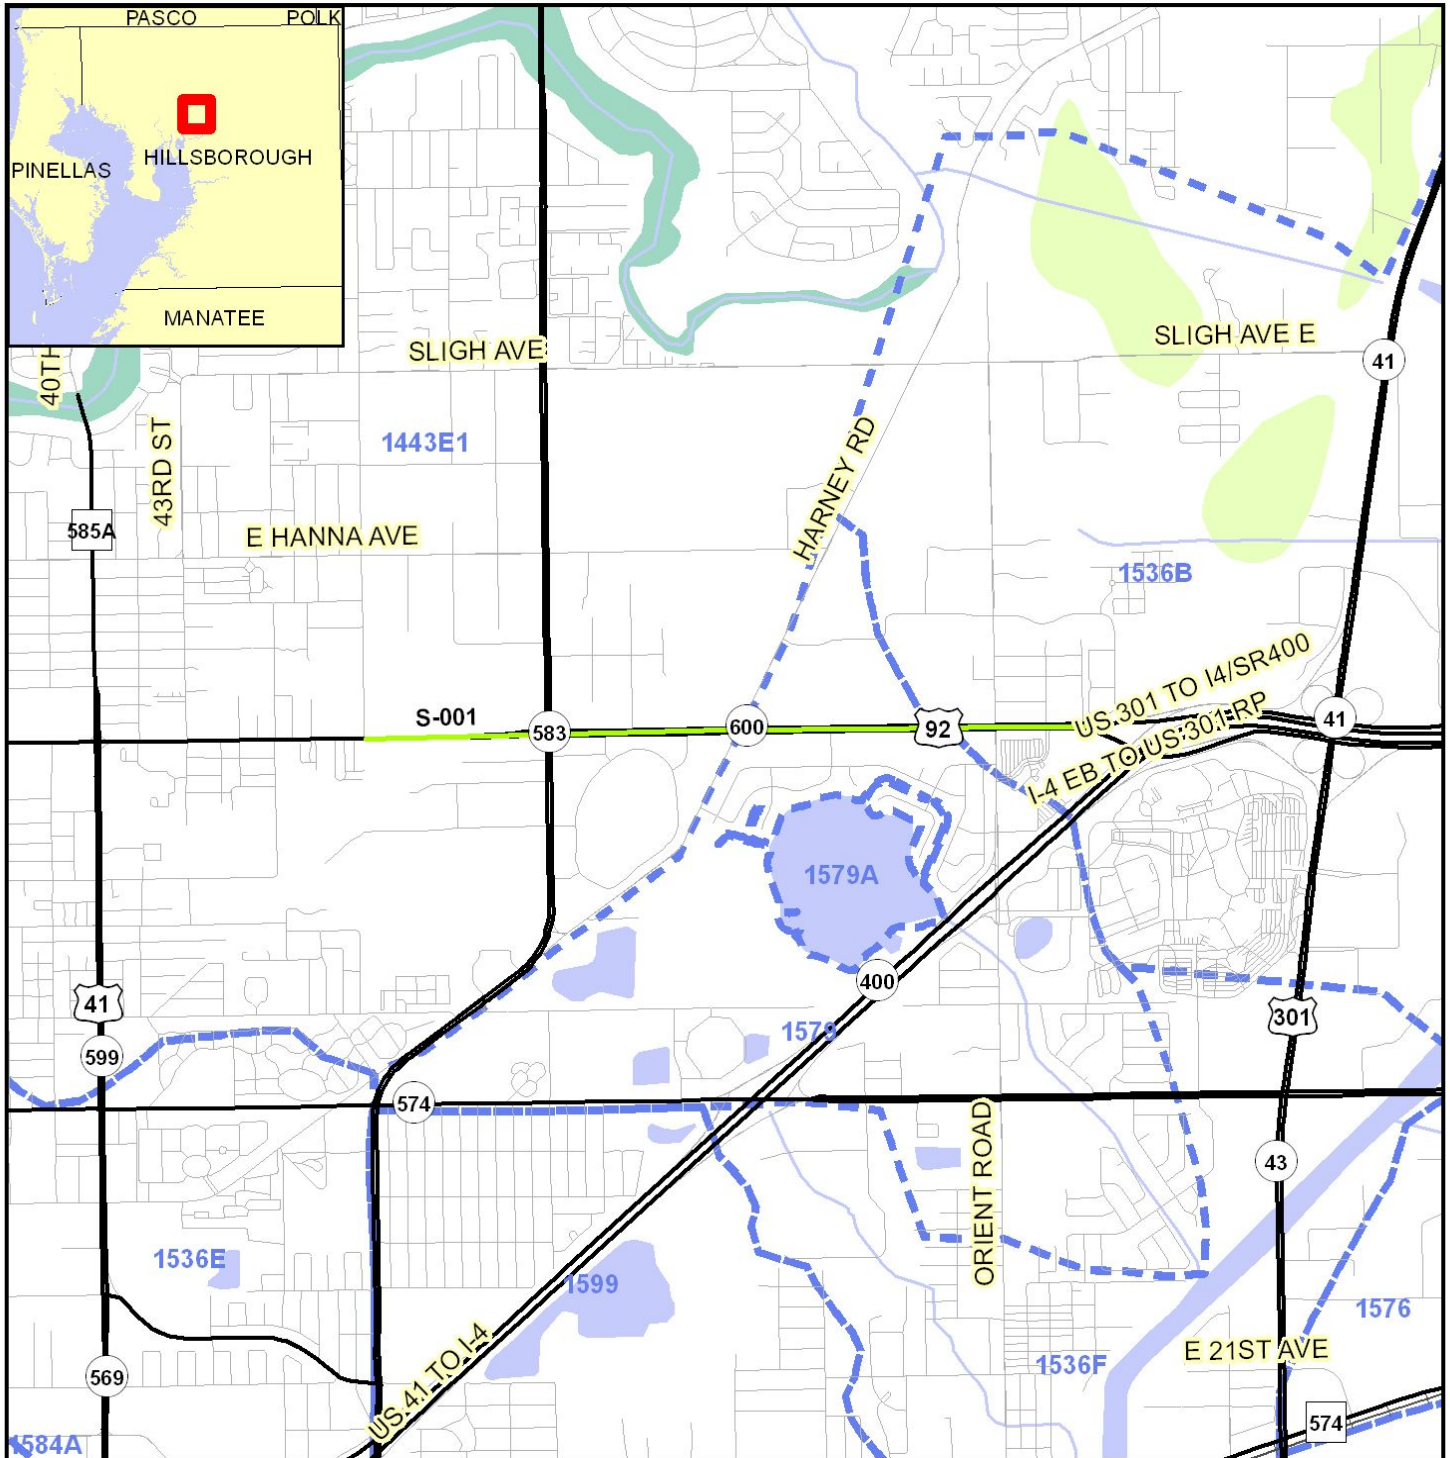 PASCO
POLK
PINELLAS
HILLSBOROUGH
MANATEE
40TH
SLIGH AVE
SLIGH AVE E
41
43RD ST
1443E1
HARNEY RD
585A
E HANNA AVE
1536B
US 301 TO I4/SR400
S-001
583
600
92
41
I-4 EB TO US 301 RP
1579A
400
41
301
1579
599
574
43
ORIENT ROAD
1536E
1599
1576
E 21ST AVE
1536F
569
US 41 TO I-4
574
1584A